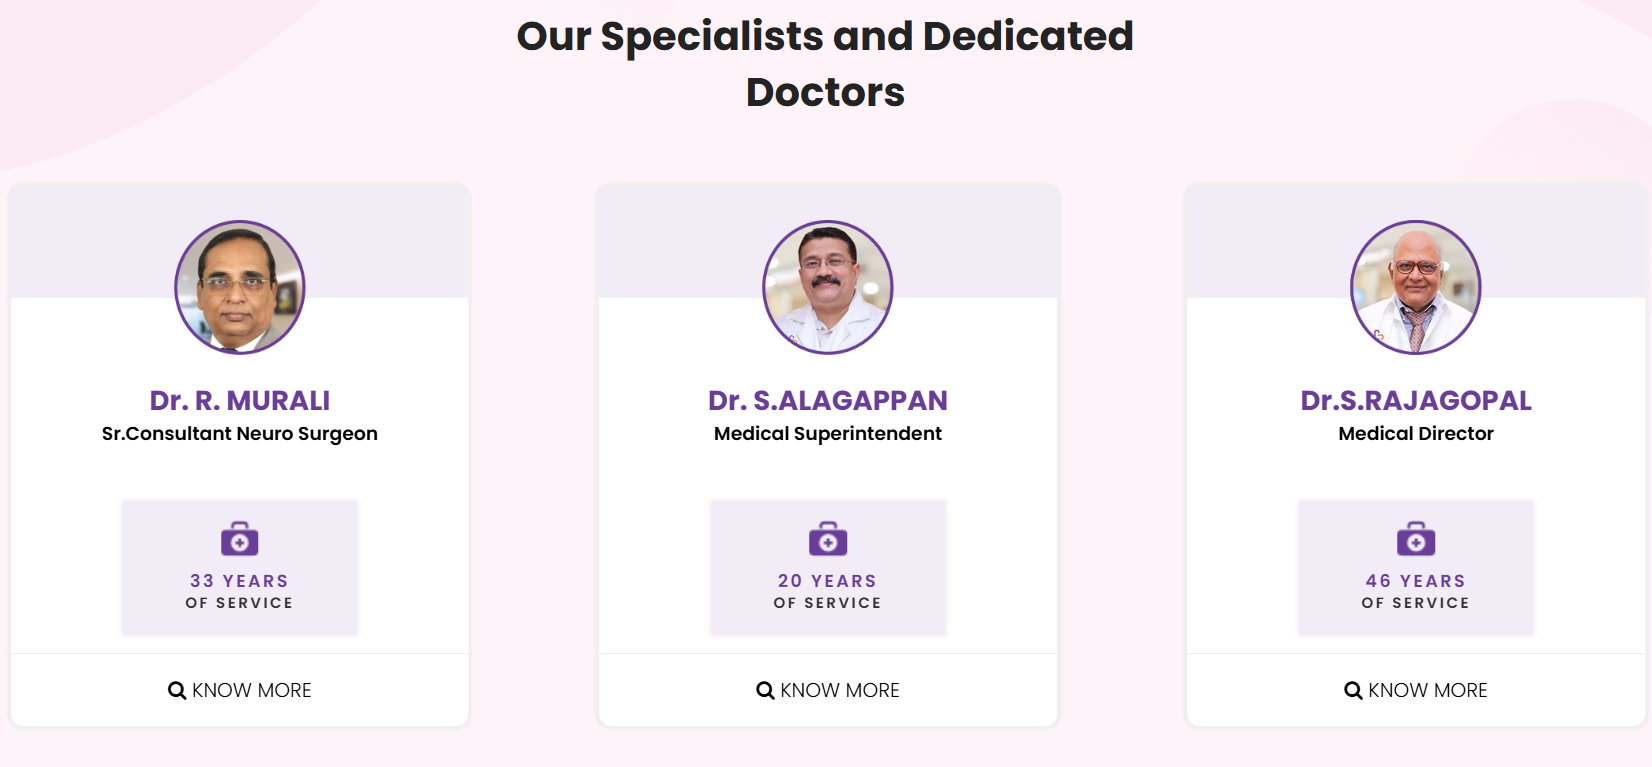 Our Specialists and Dedicated
Doctors
Dr. R. MURALI
Sr.Consultant Neuro Surgeon
33 YEARS
OF SERVICE
KNOW MORE
Dr. S.ALAGAPPAN
Medical Superintendent
20 YEARS
OF SERVICE
KNOW MORE
Dr.S.RAJAGOPAL
Medical Director
46 YEARS
OF SERVICE
KNOW MORE